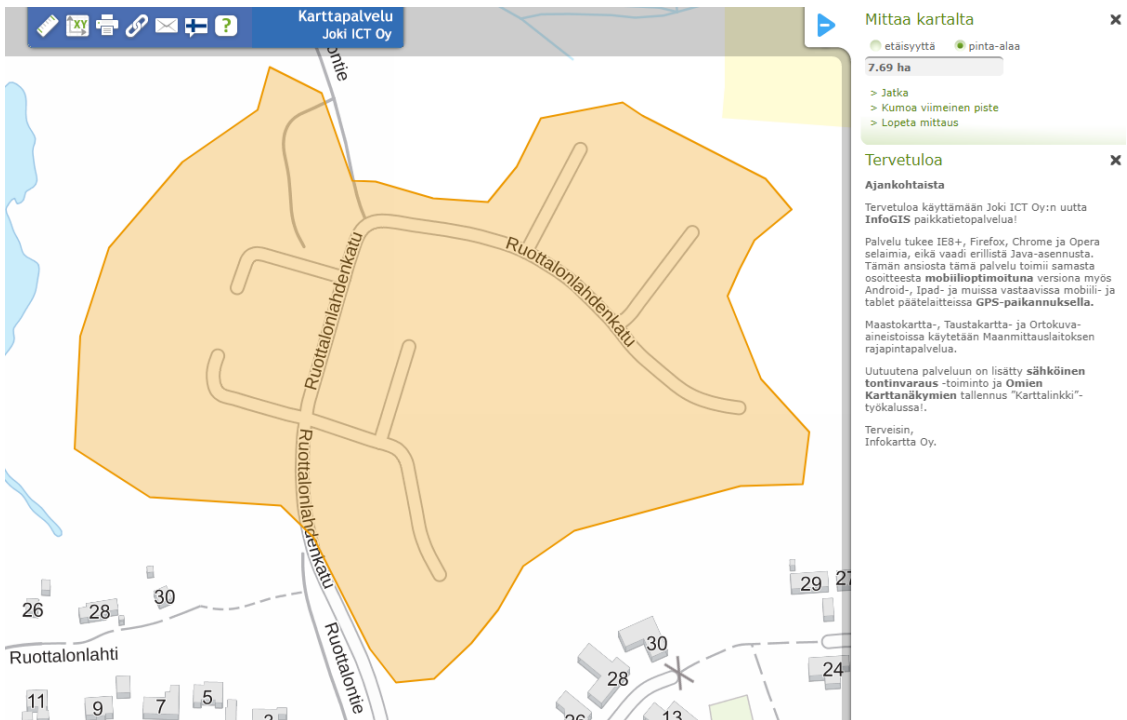 Karttapalvelu
Joki ICT Oy
?
ntie
Ruottalonlahdenkatu
Ruottalonlahdenkatu
Ruottalonlahdenkatu
Ruottalontie
Ruottalonlahti
26
28
30
11
9
7
5
3
29
27
30
28
26
24
13
Mittaa kartalta
etäisyyttä pinta-alaa
7.69 ha
> Jatka
> Kumoa viimeinen piste
> Lopeta mittaus
Tervetuloa
Ajankohtaista
Tervetuloa käyttämään Joki ICT Oy:n uutta
InfoGIS paikkatietopalvelua!
Palvelu tukee IE8+, Firefox, Chrome ja Opera
selaimia, eikä vaadi erillistä Java-asennusta.
Tämän ansiosta tämä palvelu toimii samasta
osoitteesta mobiilioptimoituna versiona myös
Android-, Ipad- ja muissa vastaavissa mobiili- ja
tablet päätelaitteissa GPS-paikannuksella.
Maastokartta-, Taustakartta- ja Ortokuva-
aineistoissa käytetään Maanmittauslaitoksen
rajapintapalvelua.
Uutuutena palveluun on lisätty sähköinen
tontinvaraus -toiminto ja Omien
Karttanäkymien tallennus "Karttalinkki"-
työkalussa!.
Terveisin,
Infokartta Oy.